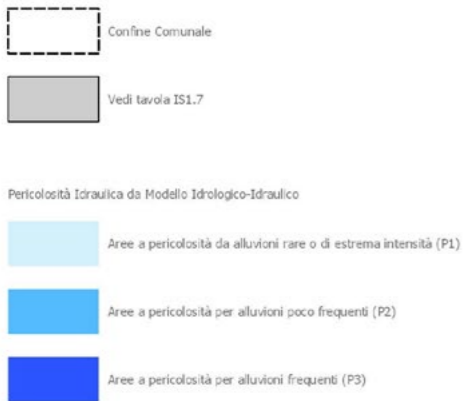 Confine Comunale
Vedi tavola IS1.7
Pericolosità Idraulica da Modello Idrologico-Idraulico
Aree a pericolosità da alluvioni rare o di estrema intensità (P1)
Aree a pericolosità per alluvioni poco frequenti (P2)
Aree a pericolosità per alluvioni frequenti (P3)